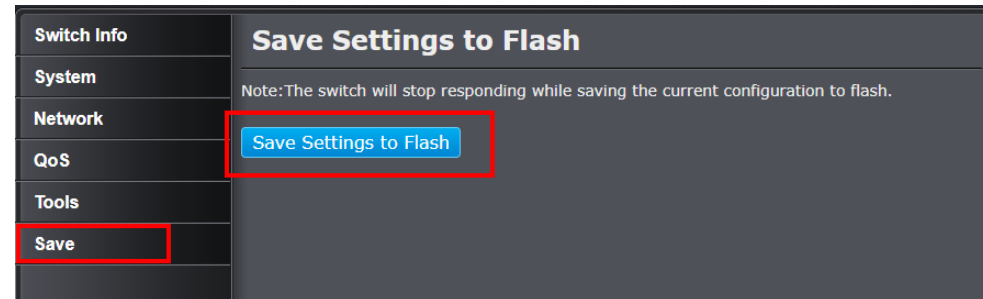 Switch Info
System
Network
QoS
Tools
Save
Save Settings to Flash
Note:The switch will stop responding while saving the current configuration to flash.
Save Settings to Flash